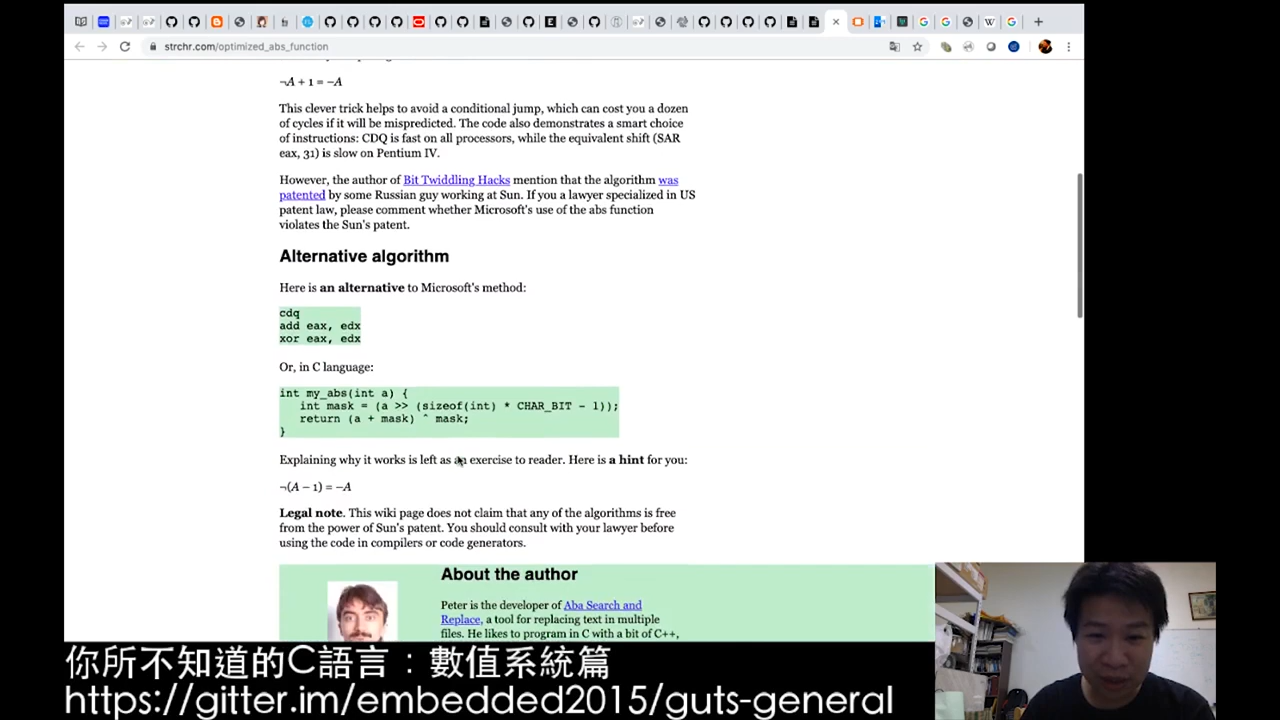 strchr.com/optimized_abs_function
¬A + 1 = −A
This clever trick helps to avoid a conditional jump, which can cost you a dozen
of cycles if it will be mispredicted. The code also demonstrates a smart choice
of instructions: CDQ is fast on all processors, while the equivalent shift (SAR
eax, 31) is slow on Pentium IV.
However, the author of Bit Twiddling Hacks mention that the algorithm was
patented by some Russian guy working at Sun. If you a lawyer specialized in US
patent law, please comment whether Microsoft's use of the abs function
violates the Sun's patent.
Alternative algorithm
Here is an alternative to Microsoft's method:
cdq
add eax, edx
xor eax, edx
Or, in C language:
int my_abs(int a) {
int mask = (a >> (sizeof(int) * CHAR_BIT - 1));
return (a + mask) ^ mask;
}
Explaining why it works is left as an exercise to reader. Here is a hint for you:
¬(A − 1) = −A
Legal note. This wiki page does not claim that any of the algorithms is free
from the power of Sun's patent. You should consult with your lawyer before
using the code in compilers or code generators.
About the author
Peter is the developer of Aba Search and
Replace, a tool for replacing text in multiple
files. He likes to program in C with a bit of C++,
你所不知道的C語言：數值系統篇
https://gitter.im/embedded2015/guts-general